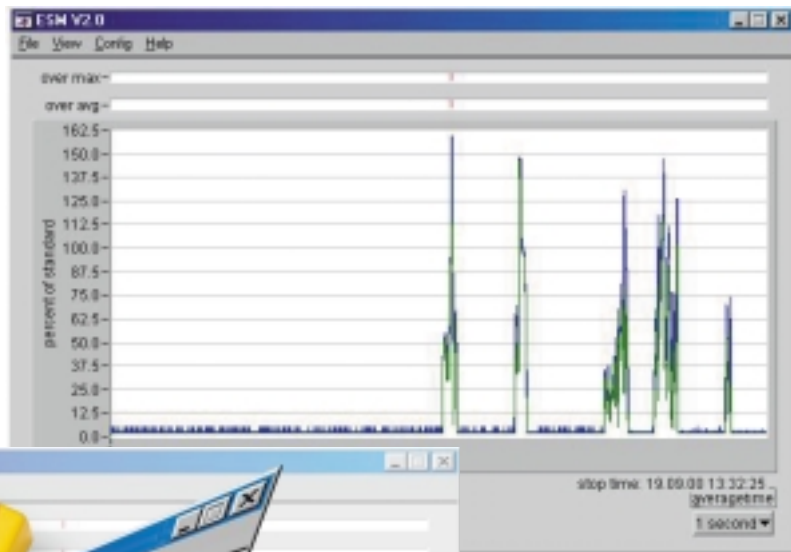 ESM V2.0
File View Config Help
over max
over avg
162.5
150.0
137.5
125.0
112.5
100.0
87.5
75.0
62.5
50.0
37.5
25.0
12.5
0.0
percent of standard
stop time: 19.09.00 13:32:25
averagetime
1 second